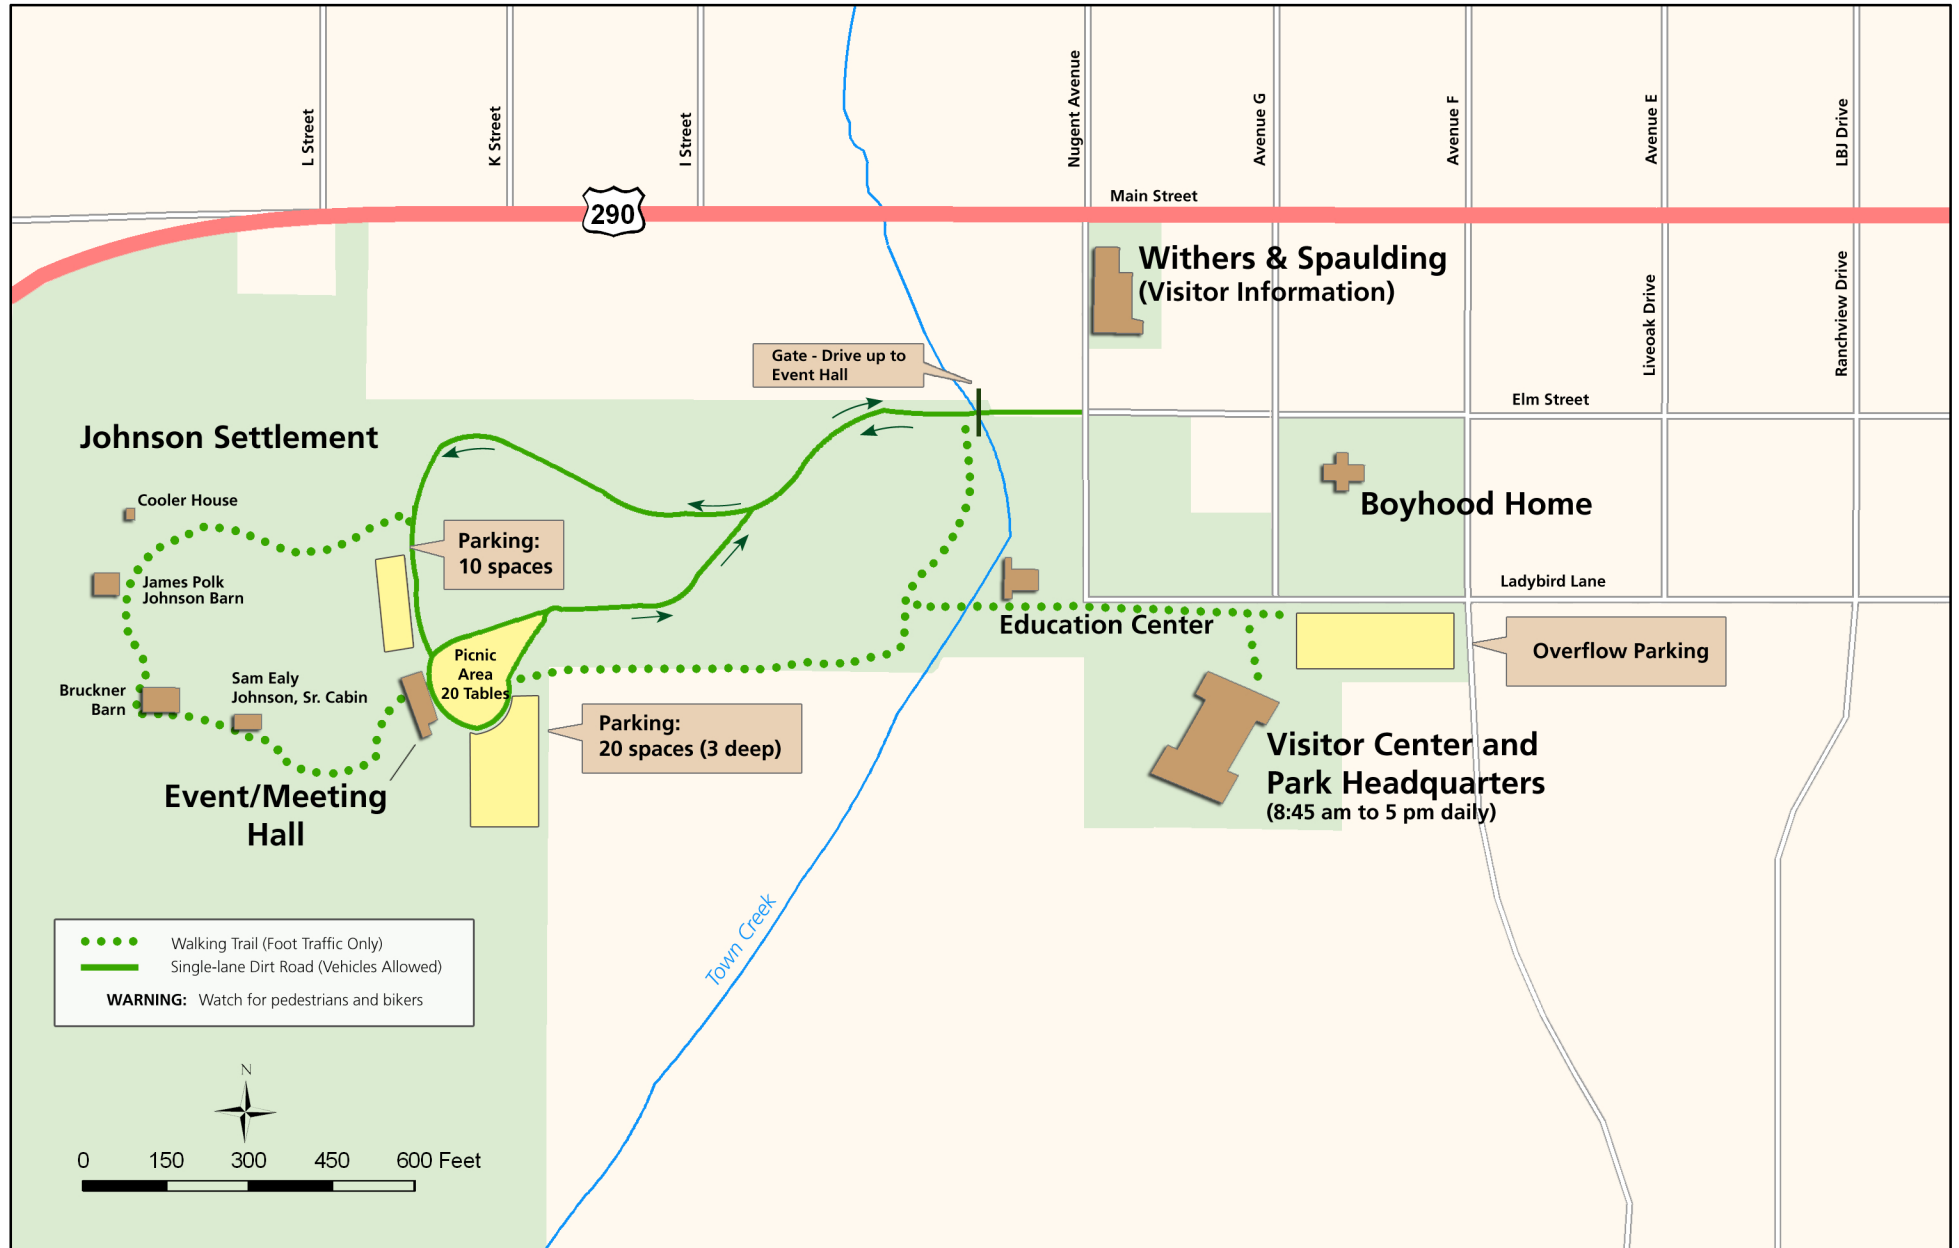 L Street
K Street
I Street
Nugent Avenue
Avenue G
Avenue F
Avenue E
LBJ Drive
Main Street
290
Withers & Spaulding
(Visitor Information)
Liveoak Drive
Ranchview Drive
Gate - Drive up to
Event Hall
Elm Street
Johnson Settlement
Cooler House
Boyhood Home
Parking:
10 spaces
James Polk
Johnson Barn
Ladybird Lane
Education Center
Overflow Parking
Picnic
Area
20 Tables
Sam Ealy
Johnson, Sr. Cabin
Bruckner
Barn
Parking:
20 spaces (3 deep)
Visitor Center and
Park Headquarters
(8:45 am to 5 pm daily)
Event/Meeting
Hall
Town Creek
Walking Trail (Foot Traffic Only)
Single-lane Dirt Road (Vehicles Allowed)
WARNING: Watch for pedestrians and bikers
N
0 150 300 450 600 Feet